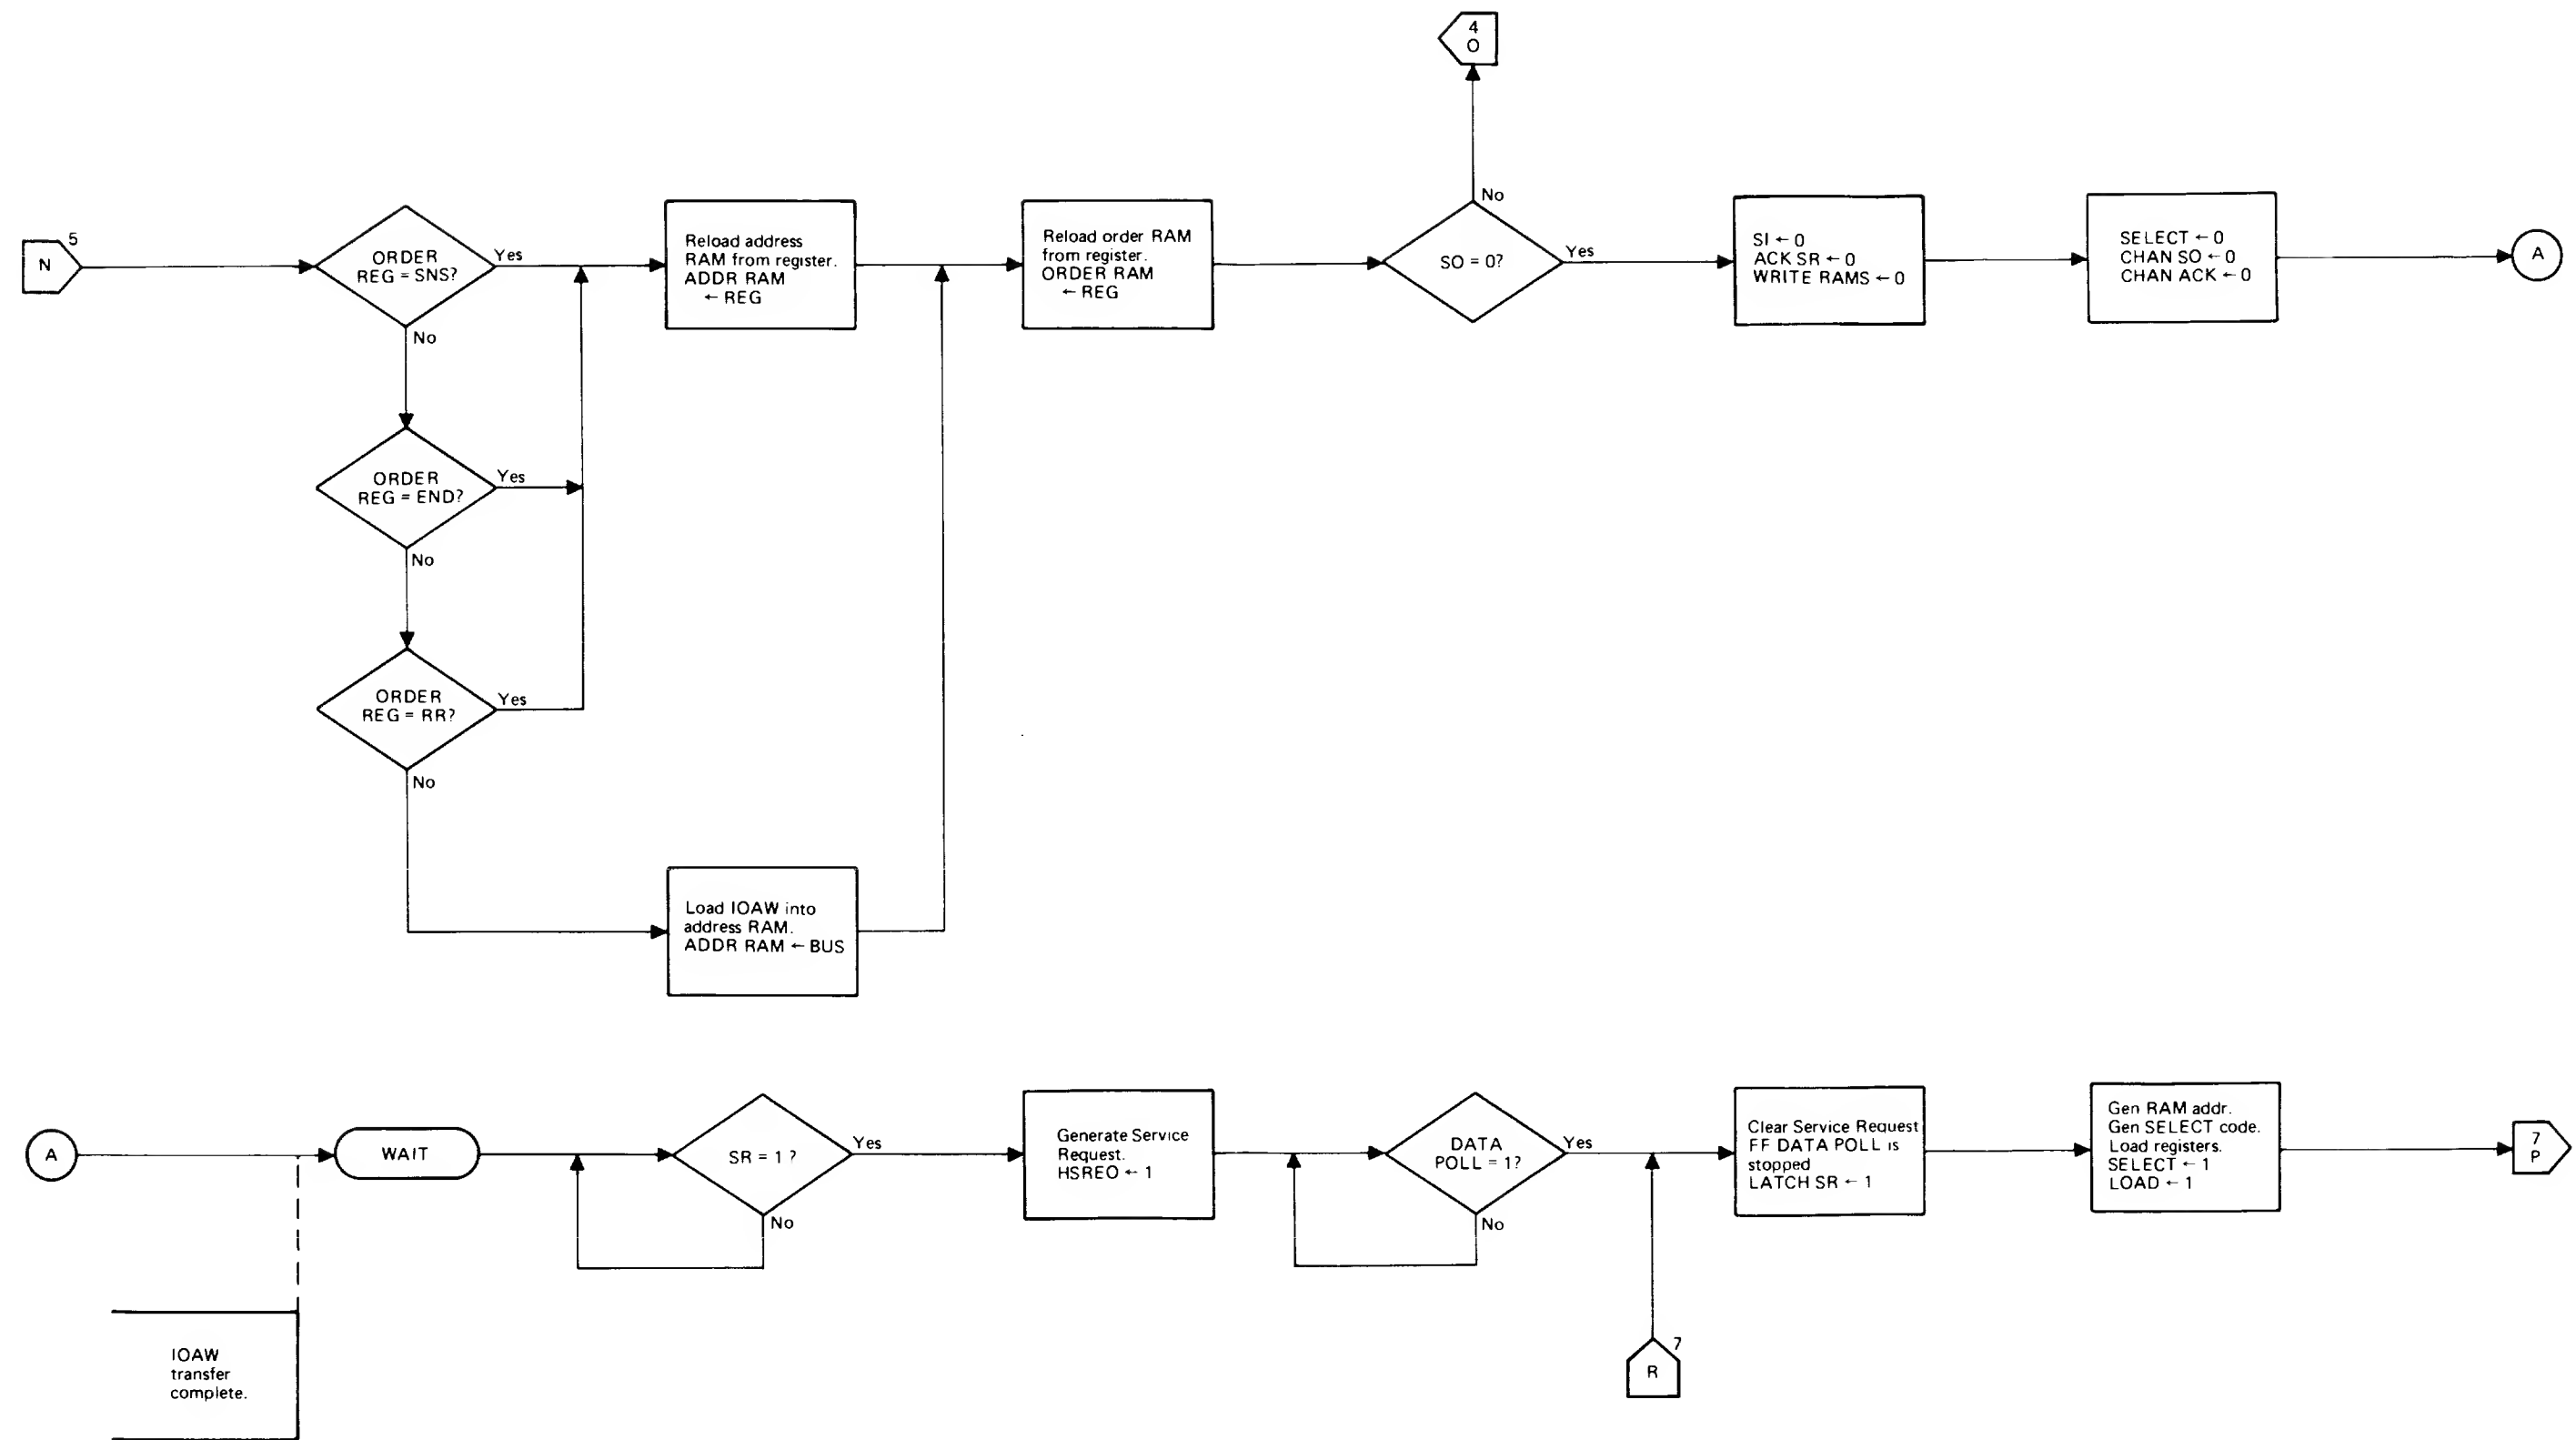 4
O
5
N
ORDER
REG = SNS?
Yes
No
Reload address
RAM from register.
ADDR RAM
← REG
Reload order RAM
from register.
ORDER RAM
← REG
No
SO = 0?
Yes
SI ← 0
ACK SR ← 0
WRITE RAMS ← 0
SELECT ← 0
CHAN SO ← 0
CHAN ACK ← 0
A
ORDER
REG = END?
Yes
No
ORDER
REG = RR?
Yes
No
Load IOAW into
address RAM.
ADDR RAM ← BUS
A
WAIT
SR = 1 ?
Yes
No
Generate Service
Request.
HSREO ← 1
DATA
POLL = 1?
Yes
No
Clear Service Request
FF DATA POLL is
stopped
LATCH SR ← 1
Gen RAM addr.
Gen SELECT code.
Load registers.
SELECT ← 1
LOAD ← 1
7
P
7
R
IOAW
transfer
complete.